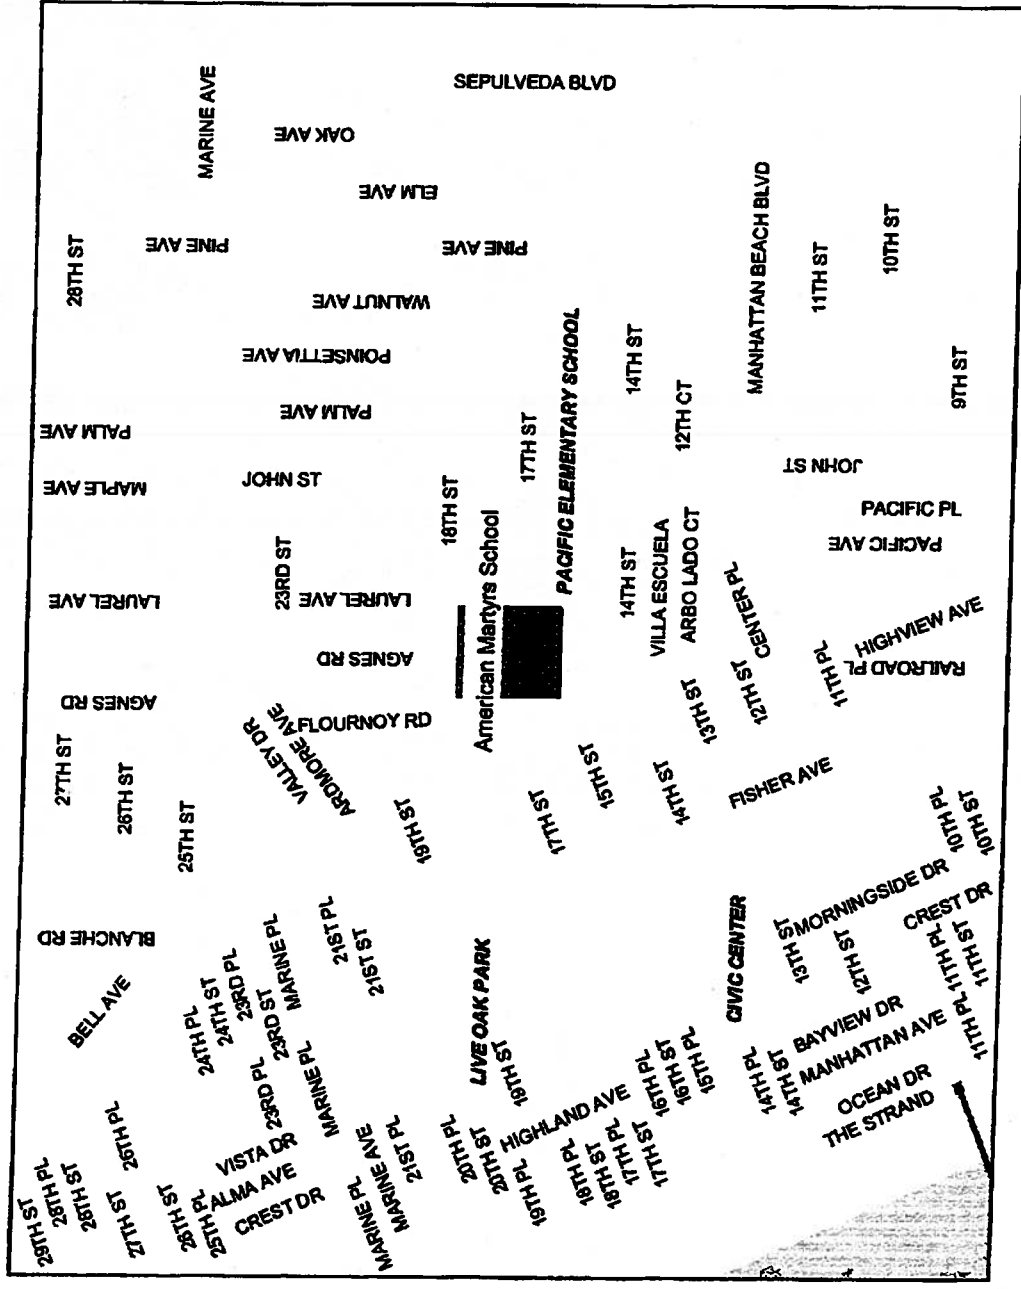 SEPULVEDA BLVD
MARINE AVE
OAK AVE
ELM AVE
28TH ST
PINE AVE
PINE AVE
MANHATTAN BEACH BLVD
11TH ST
10TH ST
WALNUT AVE
POINSETTIA AVE
14TH ST
9TH ST
PALM AVE
PALM AVE
12TH CT
17TH ST
PACIFIC ELEMENTARY SCHOOL
MAPLE AVE
JOHN ST
18TH ST
JOHN ST
PACIFIC PL
PACIFIC AVE
LAUREL AVE
23RD ST
LAUREL AVE
American Martyrs School
14TH ST
VILLA ESCUELA
ARBO LADO CT
CENTER PL
12TH ST
13TH ST
11TH PL
HIGHVIEW AVE
RAILROAD PL
AGNES RD
AGNES RD
FLOURNOY RD
VALLEY DR
ARDMORE AVE
27TH ST
26TH ST
25TH ST
19TH ST
17TH ST
15TH ST
14TH ST
FISHER AVE
10TH PL
10TH ST
BLANCHE RD
BELL AVE
24TH PL
24TH ST
23RD PL
23RD ST
MARINE PL
21ST PL
21ST ST
LIVE OAK PARK
CIVIC CENTER
13TH ST
MORNINGSIDE DR
12TH ST
CREST DR
11TH PL
11TH ST
11TH PL
BAYVIEW DR
MANHATTAN AVE
OCEAN DR
THE STRAND
14TH PL
14TH ST
16TH PL
16TH ST
15TH PL
19TH ST
HIGHLAND AVE
20TH PL
20TH ST
19TH PL
18TH PL
18TH ST
17TH PL
17TH ST
23RD PL
MARINE PL
VISTA DR
ALMA AVE
CREST DR
MARINE PL
MARINE AVE
21ST PL
26TH PL
29TH ST
28TH PL
28TH ST
27TH ST
26TH ST
25TH PL